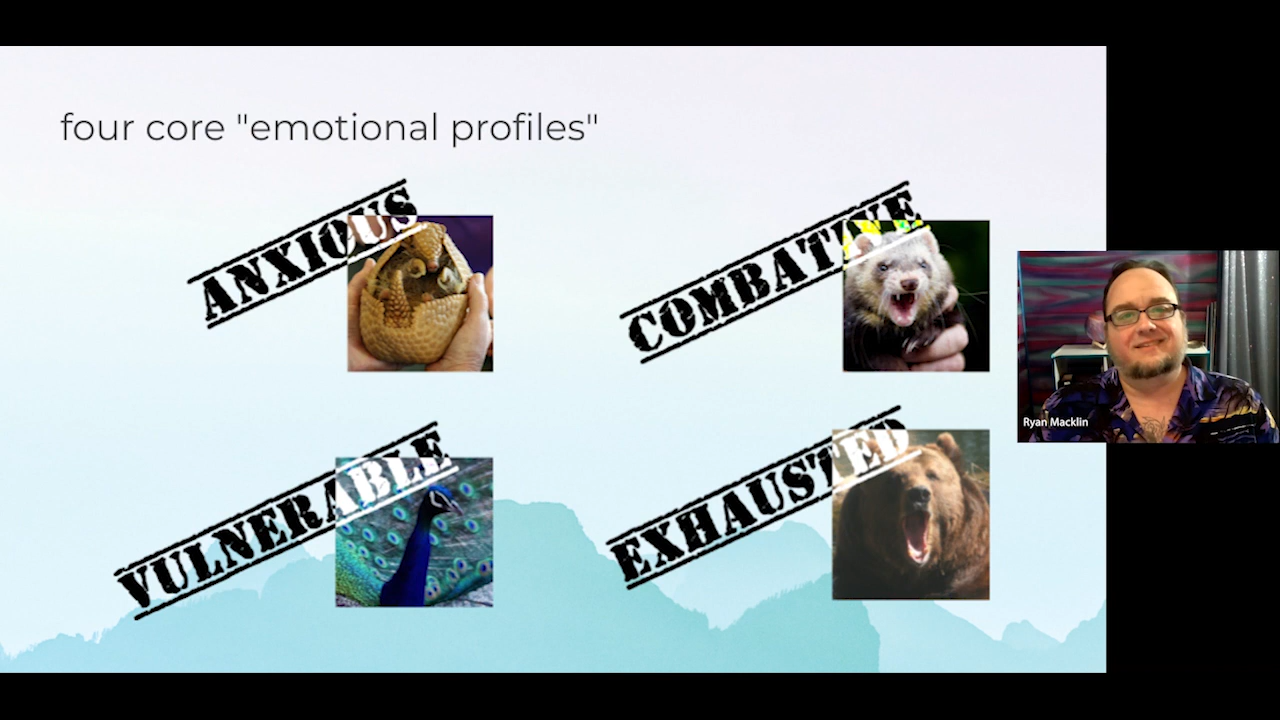 four core "emotional profiles"
ANXIOUS
COMBATIVE
VULNERABLE
EXHAUSTED
Ryan Macklin